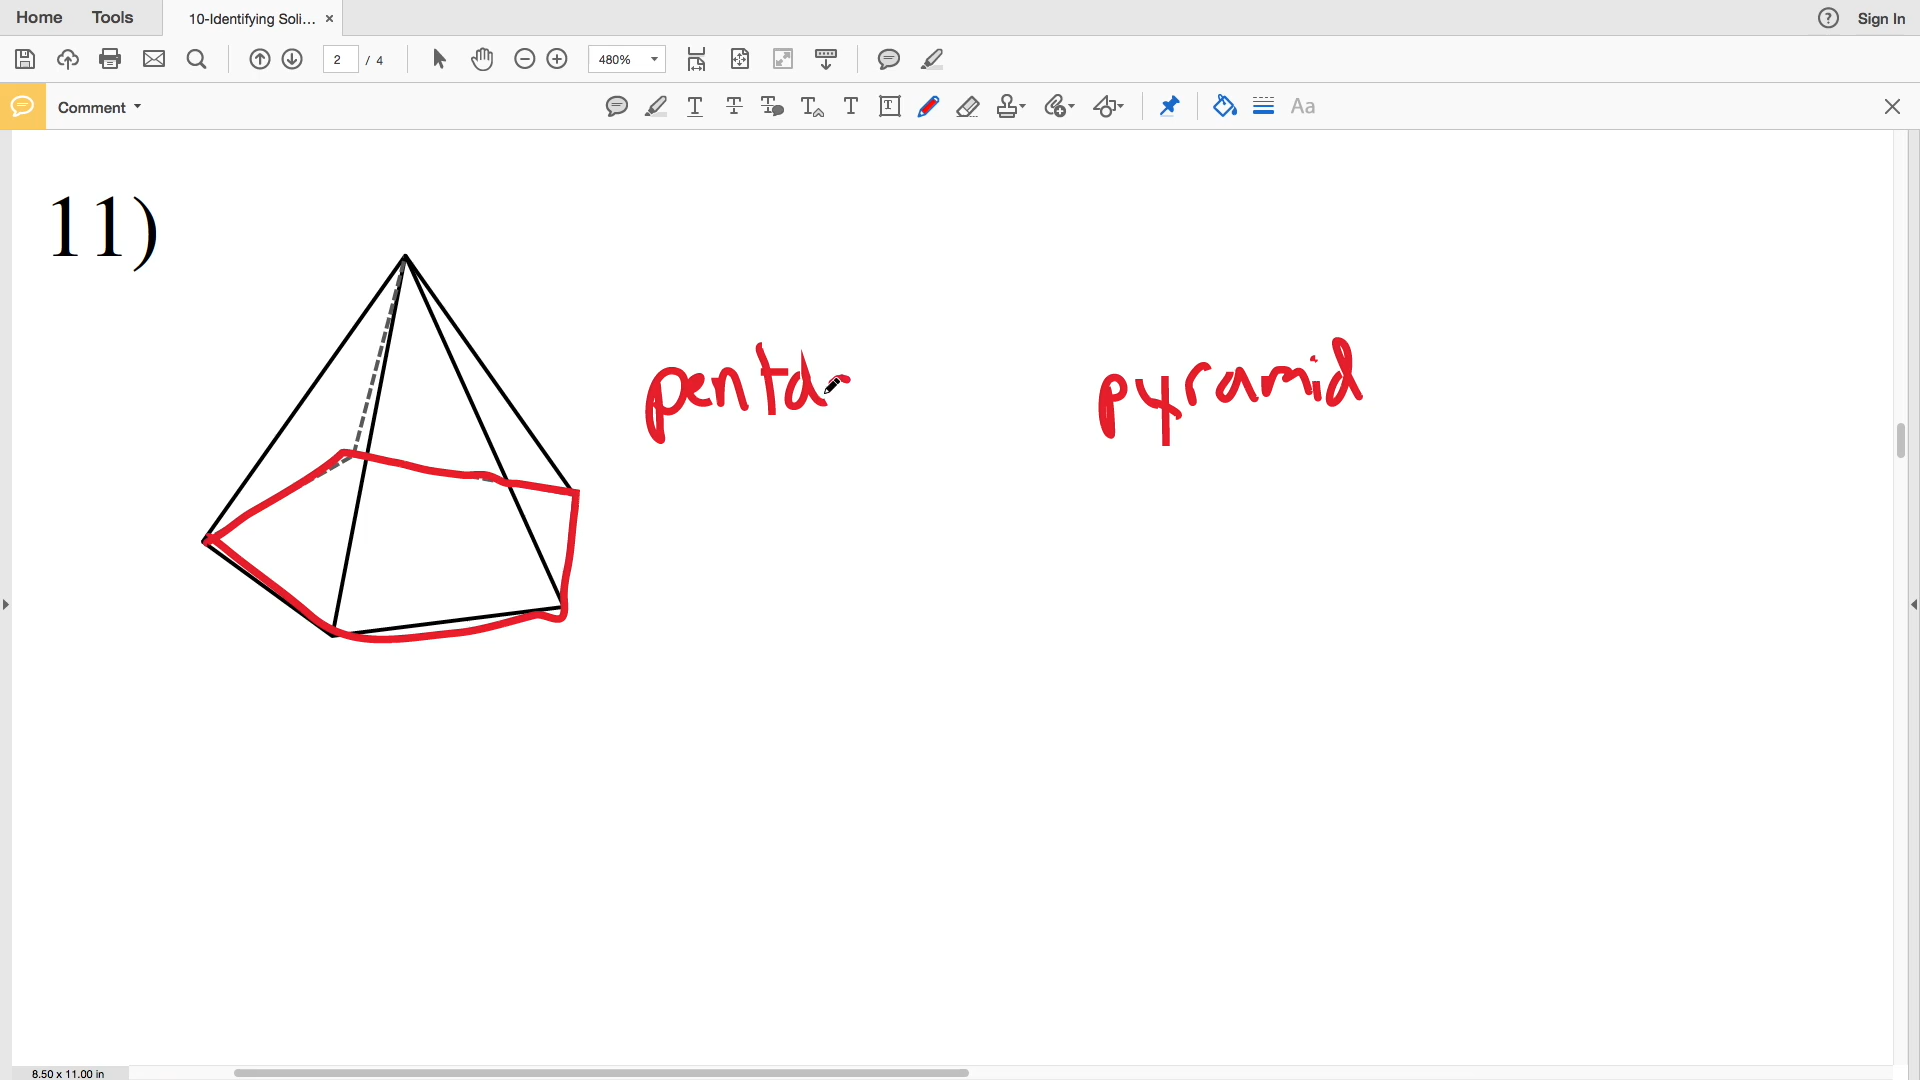 Home Tools 10-Identifying Soli... × ? Sign In
2 / 4 480%
Comment Aa
11)
penta pyramid
8.50 x 11.00 in